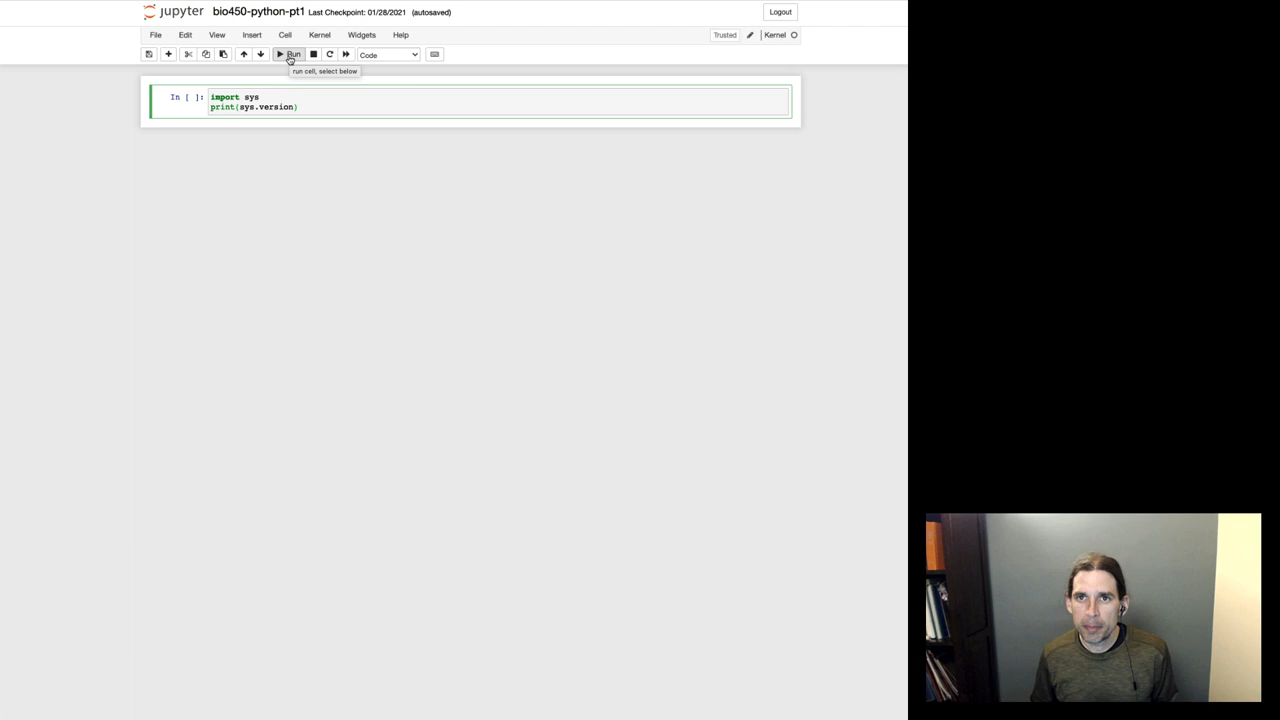 jupyter bio450-python-pt1 Last Checkpoint: 01/28/2021 (autosaved) Logout
File Edit View Insert Cell Kernel Widgets Help Trusted Kernel
Run Code
run cell, select below
In [ ]: import sys
print(sys.version)